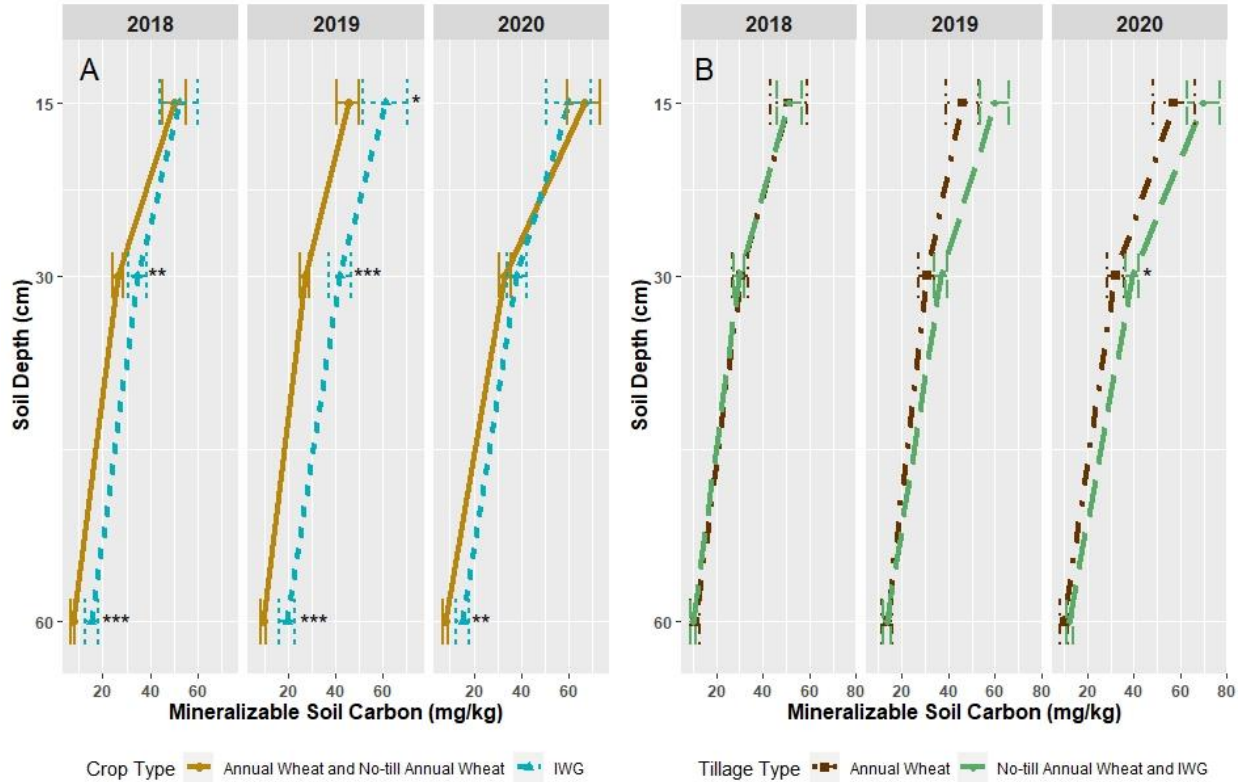 2018 2019 2020
A
15
*
30
** ***
60
*** *** **
Soil Depth (cm)
20 40 60 20 40 60 20 40 60
Mineralizable Soil Carbon (mg/kg)
Crop Type Annual Wheat and No-till Annual Wheat IWG
2018 2019 2020
B
15
30
*
60
Soil Depth (cm)
20 40 60 80 20 40 60 80 20 40 60 80
Mineralizable Soil Carbon (mg/kg)
Tillage Type Annual Wheat No-till Annual Wheat and IWG